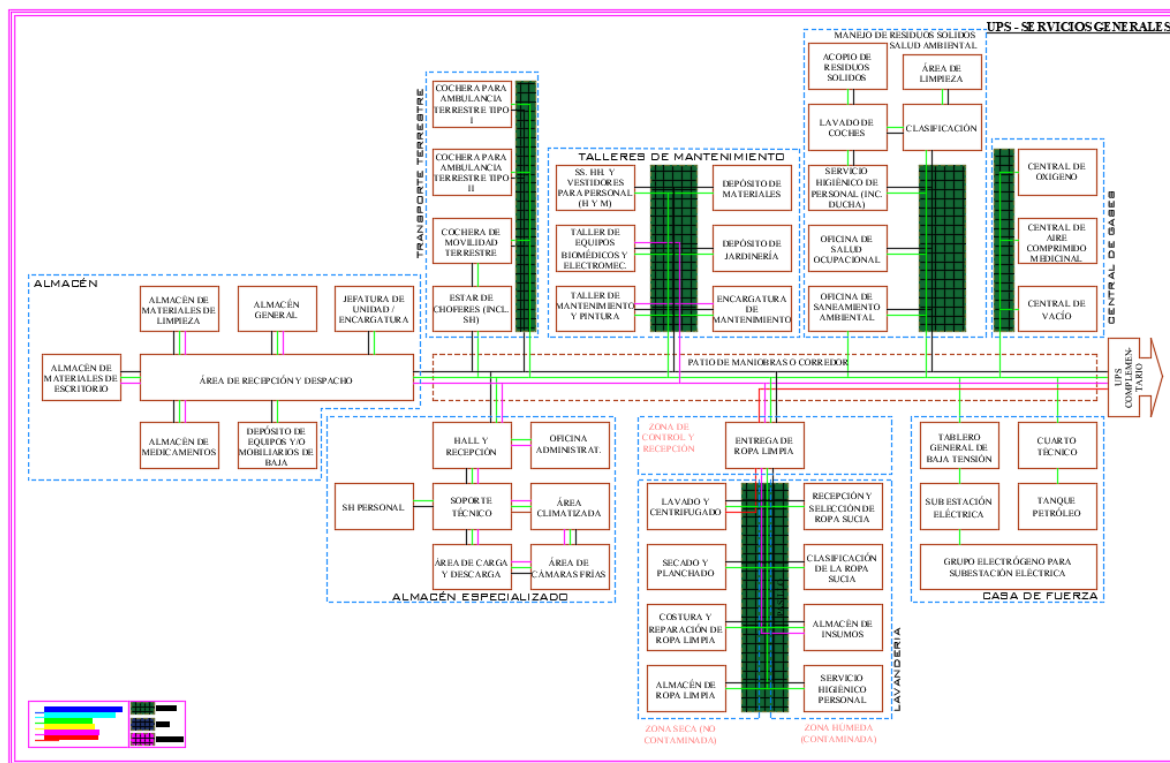 UPS - SERVICIOS GENERALES
MANEJO DE RESIDUOS SOLIDOS
SALUD AMBIENTAL
ACOPIO DE
RESIDUOS
SOLIDOS
ÁREA DE
LIMPIEZA
LAVADO DE
COCHES
CLASIFICACIÓN
SERVICIO
HIGIÉNICO DE
PERSONAL (INC.
DUCHA)
OFICINA DE
SALUD
OCUPACIONAL
OFICINA DE
SANEAMIENTO
AMBIENTAL
TRANSPORTE TERRESTRE
COCHERA PARA
AMBULANCIA
TERRESTRE TIPO
I
COCHERA PARA
AMBULANCIA
TERRESTRE TIPO
II
COCHERA DE
MOVILIDAD
TERRESTRE
ESTAR DE
CHOFERES (INCL.
SH)
TALLERES DE MANTENIMIENTO
SS. HH. Y
VESTIDORES
PARA PERSONAL
(H Y M)
DEPÓSITO DE
MATERIALES
TALLER DE
EQUIPOS
BIOMÉDICOS Y
ELECTROMEC.
DEPÓSITO DE
JARDINERÍA
TALLER DE
MANTENIMIENTO
Y PINTURA
ENCARGATURA
DE
MANTENIMIENTO
CENTRAL DE GASES
CENTRAL DE
OXIGENO
CENTRAL DE
AIRE
COMPRIMIDO
MEDICINAL
CENTRAL DE
VACÍO
ALMACÉN
ALMACÉN DE
MATERIALES DE
LIMPIEZA
ALMACÉN
GENERAL
JEFATURA DE
UNIDAD /
ENCARGATURA
ALMACÉN DE
MATERIALES DE
ESCRITORIO
ÁREA DE RECEPCIÓN Y DESPACHO
ALMACÉN DE
MEDICAMENTOS
DEPÓSITO DE
EQUIPOS Y/O
MOBILIARIOS DE
BAJA
PATIO DE MANIOBRAS O CORREDOR
UPS
COMPLEMEN-
TARIO
HALL Y
RECEPCIÓN
OFICINA
ADMINISTRAT.
SH PERSONAL
SOPORTE
TÉCNICO
ÁREA
CLIMATIZADA
ÁREA DE CARGA
Y DESCARGA
ÁREA DE
CÁMARAS FRÍAS
ALMACÉN ESPECIALIZADO
ZONA DE
CONTROL Y
RECEPCIÓN
ENTREGA DE
ROPA LIMPIA
LAVADO Y
CENTRIFUGADO
RECEPCIÓN Y
SELECCIÓN DE
ROPA SUCIA
SECADO Y
PLANCHADO
CLASIFICACIÓN
DE LA ROPA
SUCIA
COSTURA Y
REPARACIÓN DE
ROPA LIMPIA
ALMACÉN DE
INSUMOS
ALMACÉN DE
ROPA LIMPIA
SERVICIO
HIGIÉNICO
PERSONAL
LAVANDERIA
ZONA SECA (NO
CONTAMINADA)
ZONA HUMEDA
(CONTAMINADA)
TABLERO
GENERAL DE
BAJA TENSIÓN
CUARTO
TÉCNICO
SUBESTACIÓN
ELÉCTRICA
TANQUE
PETRÓLEO
GRUPO ELECTRÓGENO PARA
SUBESTACIÓN ELÉCTRICA
CASA DE FUERZA